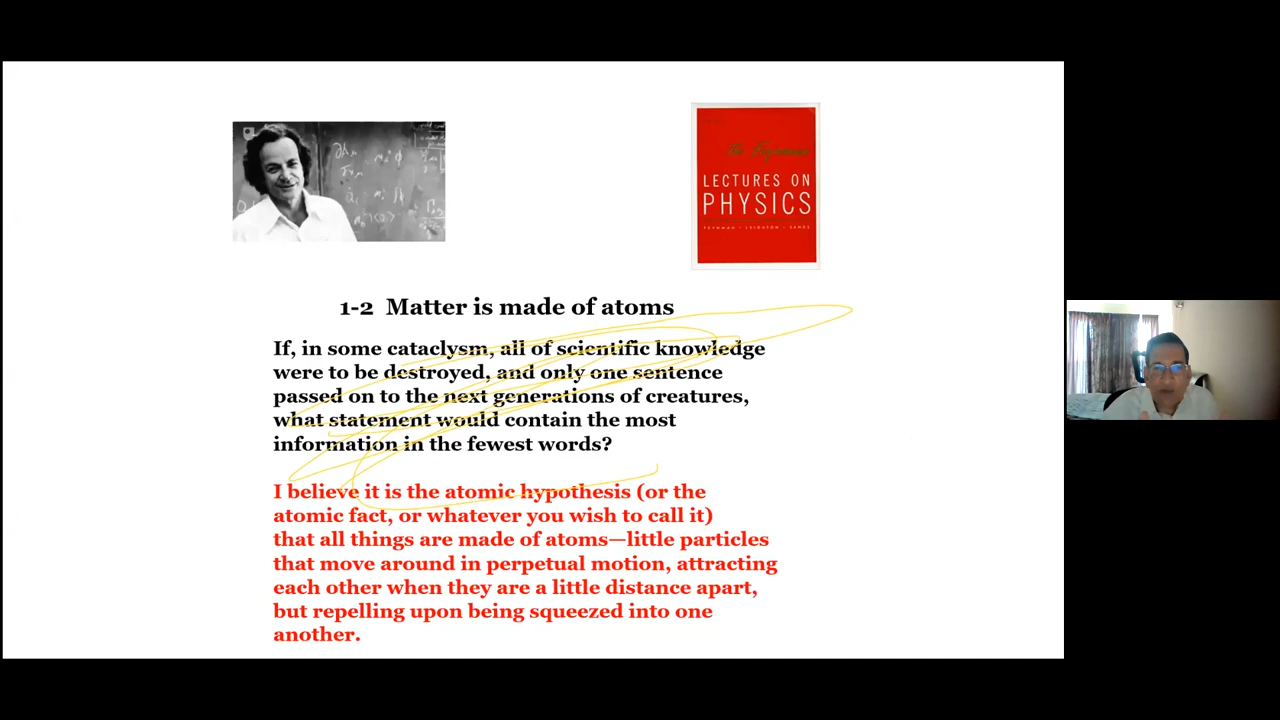 The Feynman
LECTURES ON
PHYSICS
FEYNMAN • LEIGHTON • SANDS
1-2 Matter is made of atoms
If, in some cataclysm, all of scientific knowledge
were to be destroyed, and only one sentence
passed on to the next generations of creatures,
what statement would contain the most
information in the fewest words?
I believe it is the atomic hypothesis (or the
atomic fact, or whatever you wish to call it)
that all things are made of atoms—little particles
that move around in perpetual motion, attracting
each other when they are a little distance apart,
but repelling upon being squeezed into one
another.